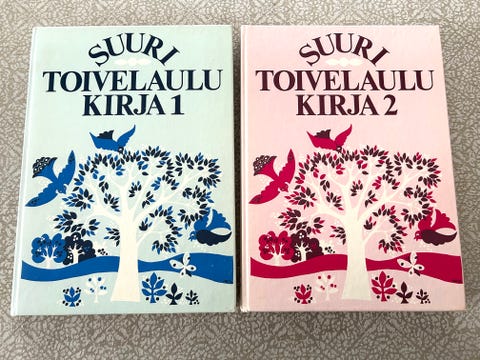 SUURI
TOIVELAULU
KIRJA 1
SUURI
TOIVELAULU
KIRJA 2